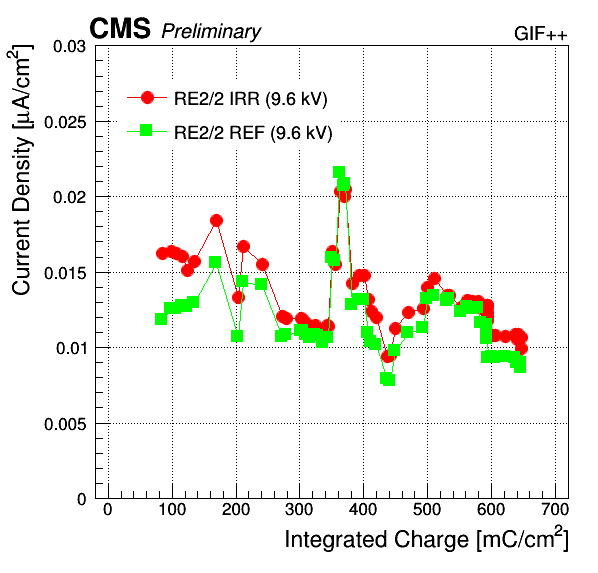 CMS Preliminary GIF++
0.03
0.025
0.02
0.015
0.01
0.005
0
Current Density [μA/cm²]
RE2/2 IRR (9.6 kV)
RE2/2 REF (9.6 kV)
0 100 200 300 400 500 600 700
Integrated Charge [mC/cm²]